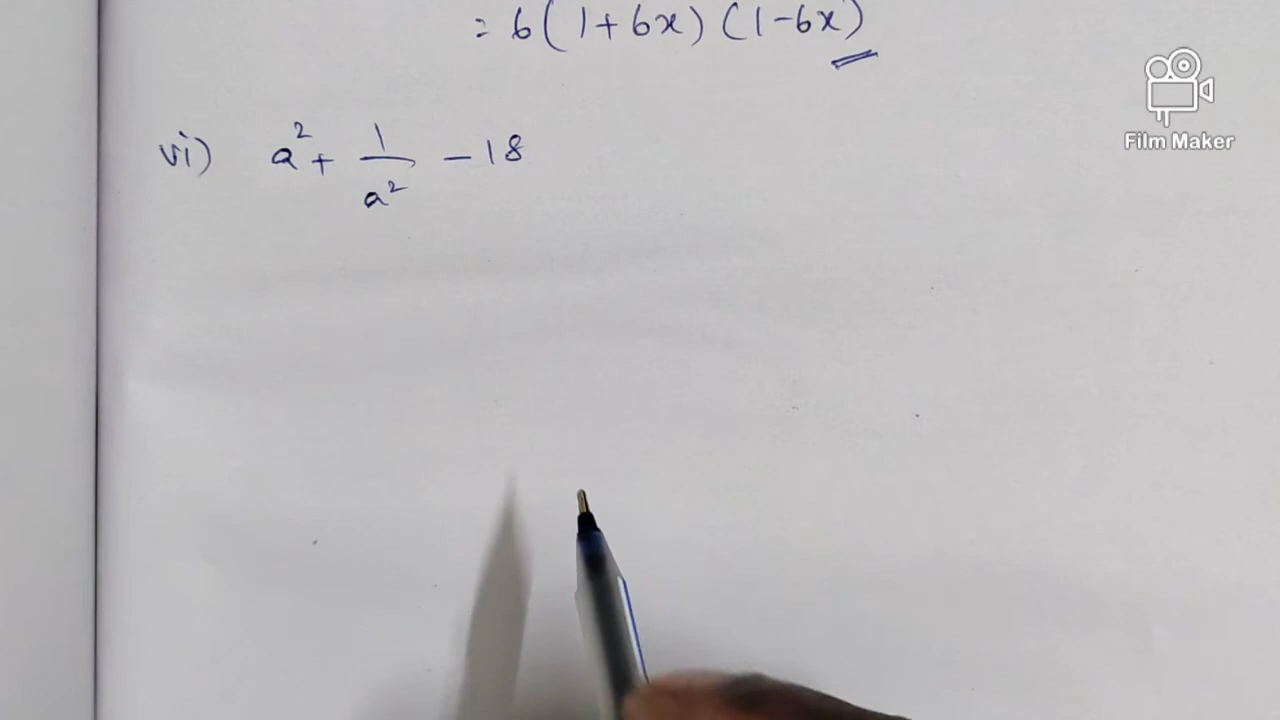 = 6(1+6x)(1-6x)
Film Maker
vi) a² + 1/a² - 18